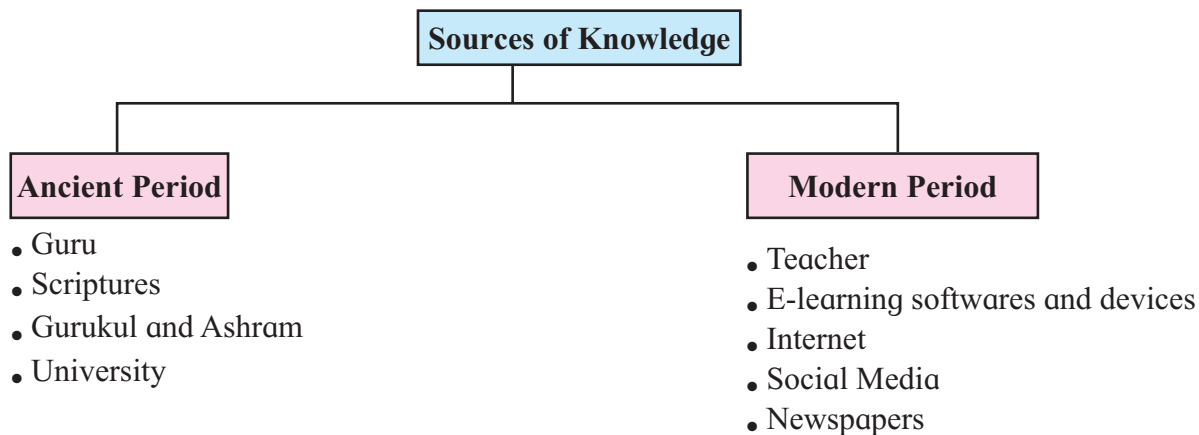 Sources of Knowledge
Ancient Period
• Guru
• Scriptures
• Gurukul and Ashram
• University
Modern Period
• Teacher
• E-learning softwares and devices
• Internet
• Social Media
• Newspapers